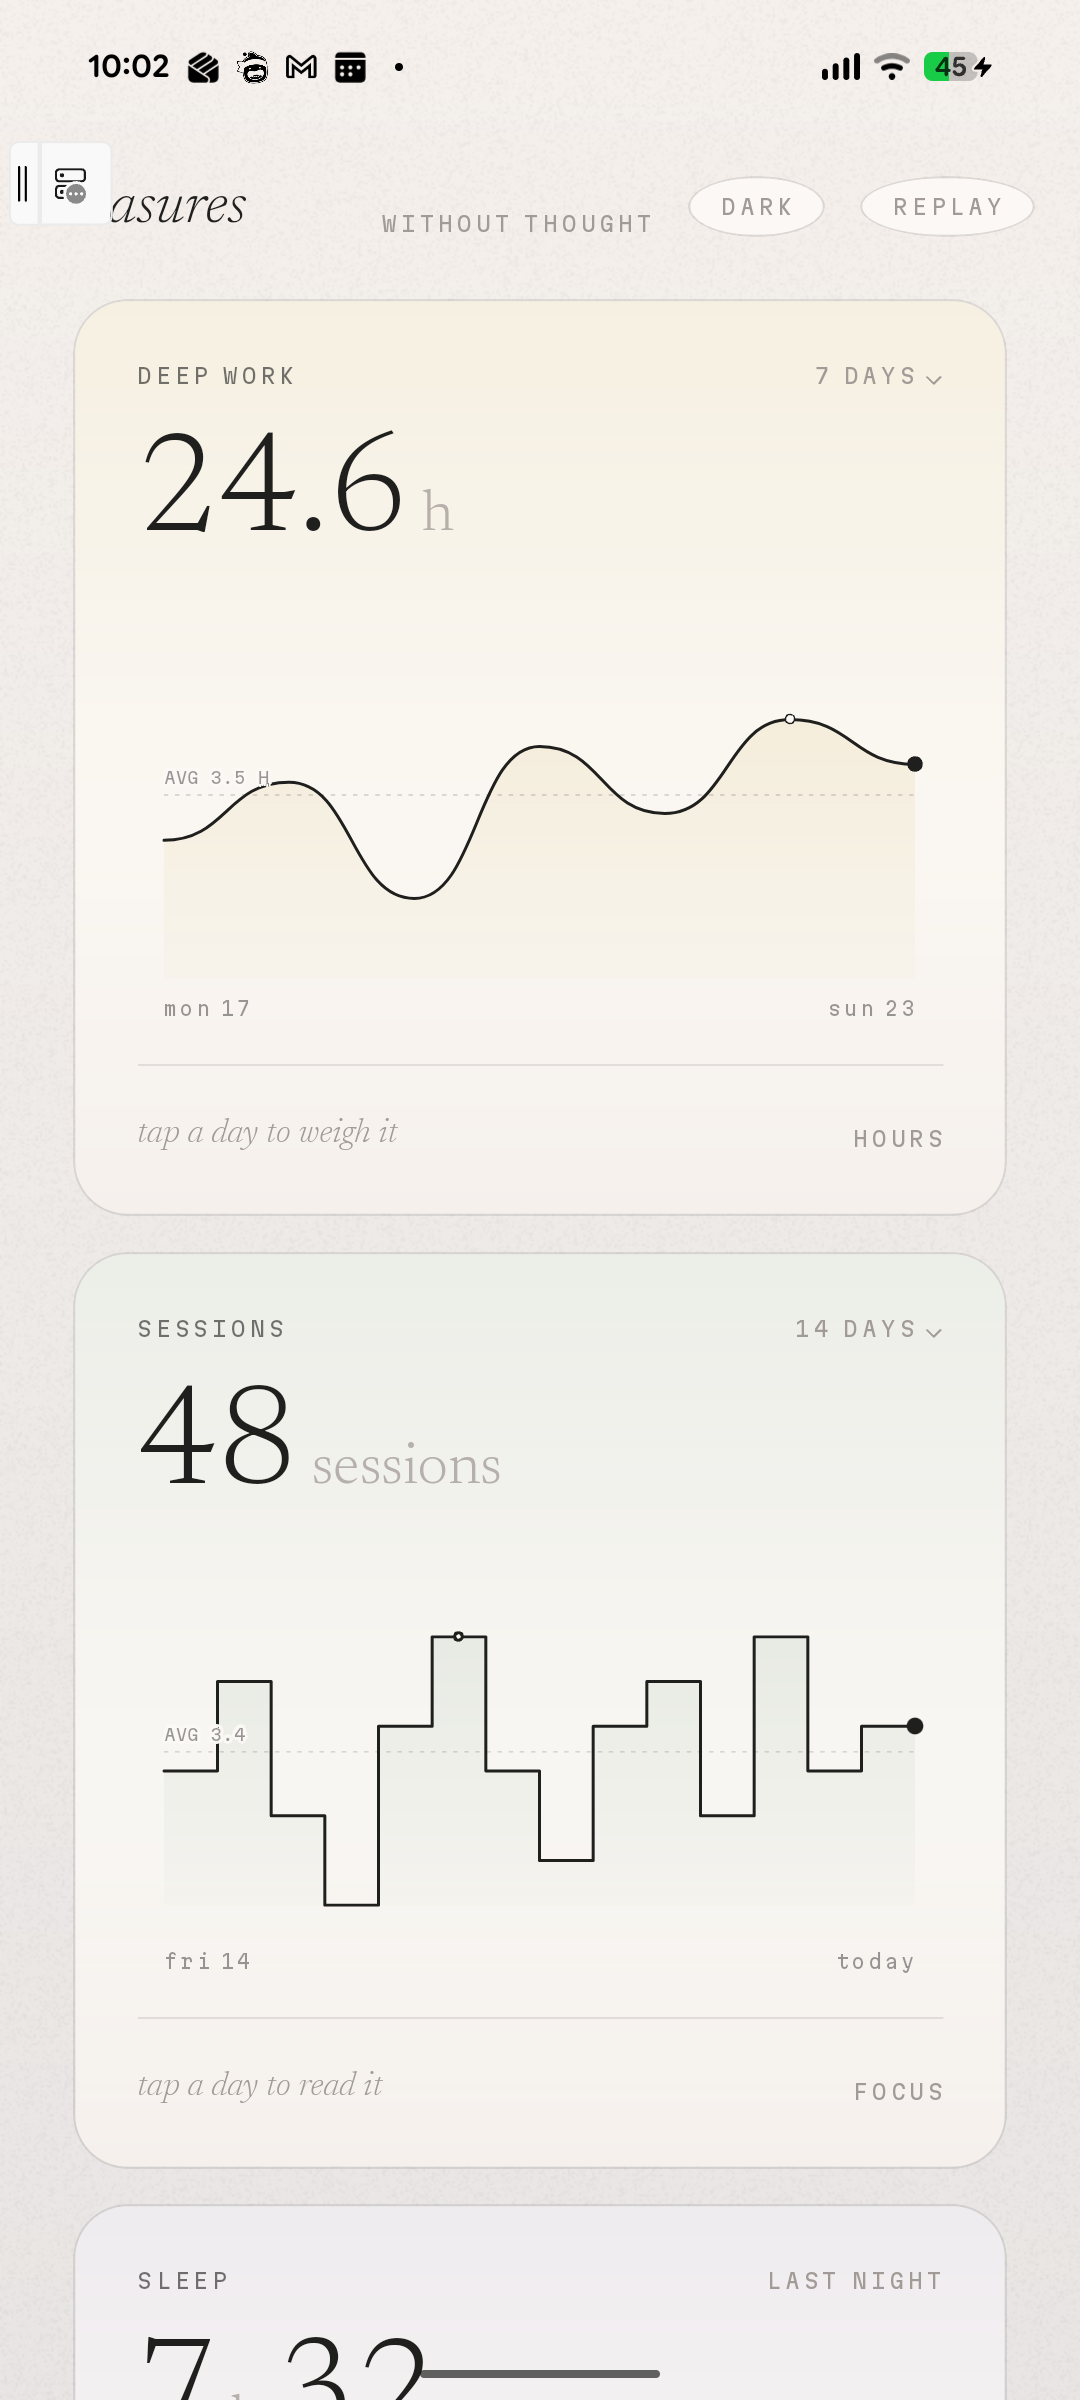 10:02
45
asures
WITHOUT THOUGHT
DARK
REPLAY
DEEP WORK
7 DAYS
24.6 h
AVG 3.5 H
mon 17
sun 23
tap a day to weigh it
HOURS
SESSIONS
14 DAYS
48 sessions
AVG 3.4
fri 14
today
tap a day to read it
FOCUS
SLEEP
LAST NIGHT
7 h 32